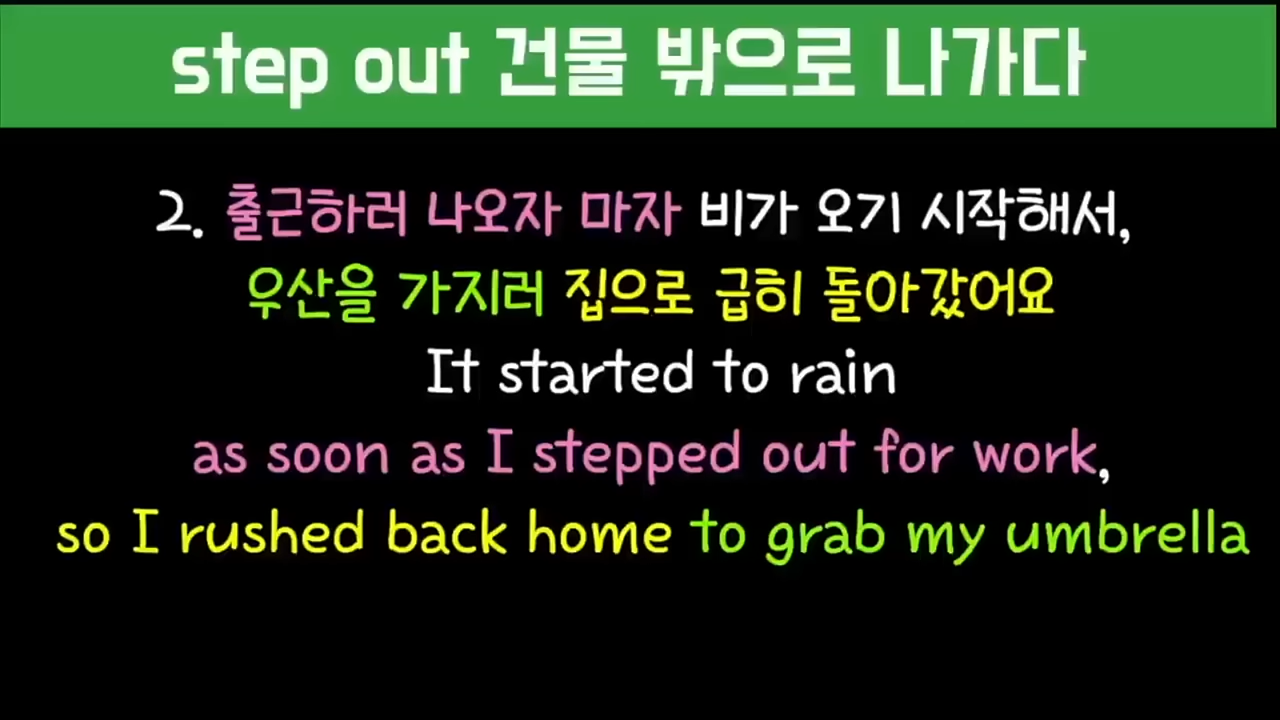 step out 건물 밖으로 나가다
2. 출근하러 나오자 마자 비가 오기 시작해서,
우산을 가지러 집으로 급히 돌아갔어요
It started to rain
as soon as I stepped out for work,
so I rushed back home to grab my umbrella